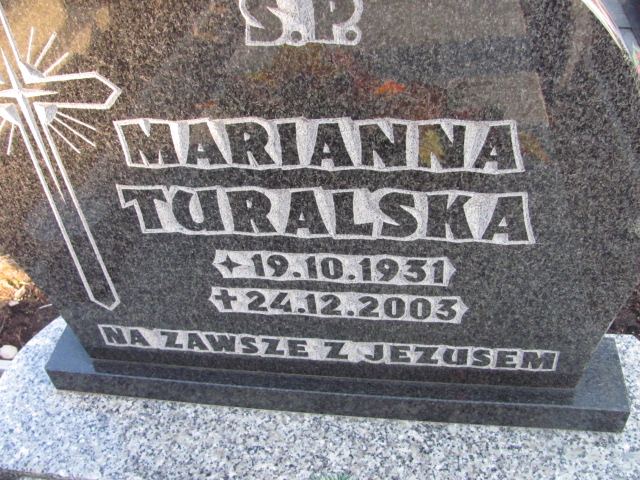 S.P.
MARIANNA
TURALSKA
✦ 19.10.1931
✝ 24.12.2003
NA ZAWSZE Z JEZUSEM